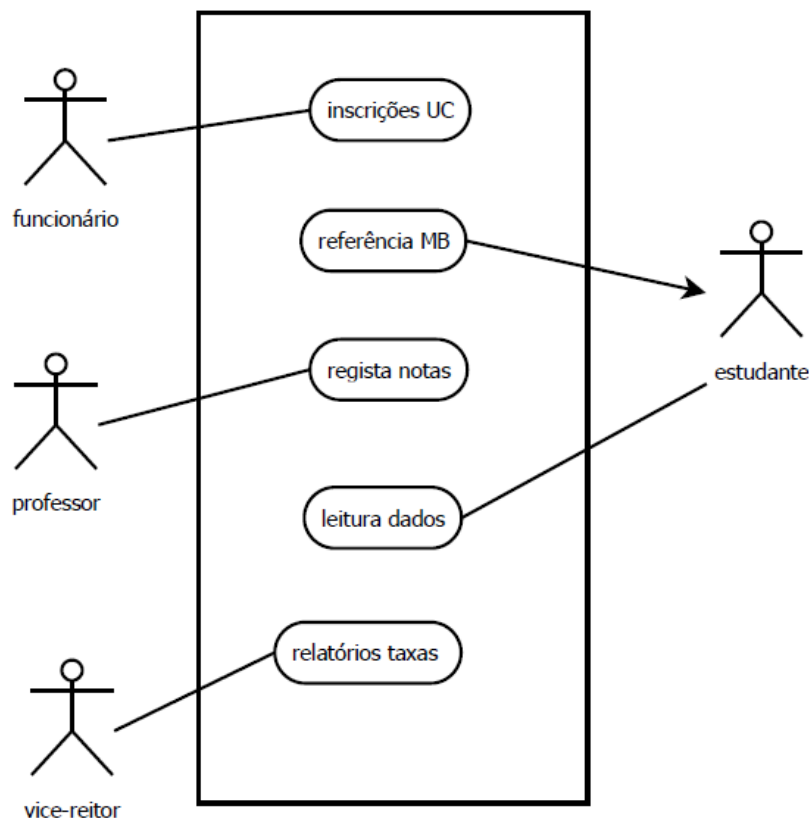 inscrições UC
funcionário
referência MB
regista notas
estudante
professor
leitura dados
relatórios taxas
vice-reitor